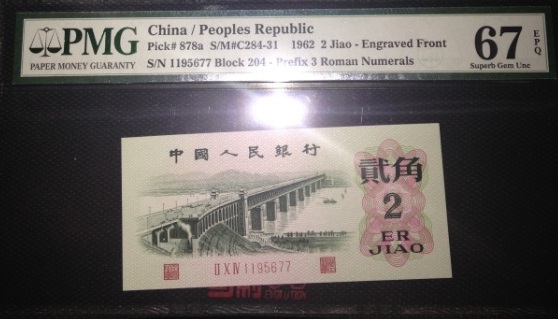 PMG
PAPER MONEY GUARANTY
China / Peoples Republic
Pick# 878a S/M#C284-31 1962 2 Jiao - Engraved Front
S/N 1195677 Block 204 - Prefix 3 Roman Numerals
67 EPQ
Superb Gem Unc
中國人民銀行
貳角
2
ER
JIAO
II X IV 1195677